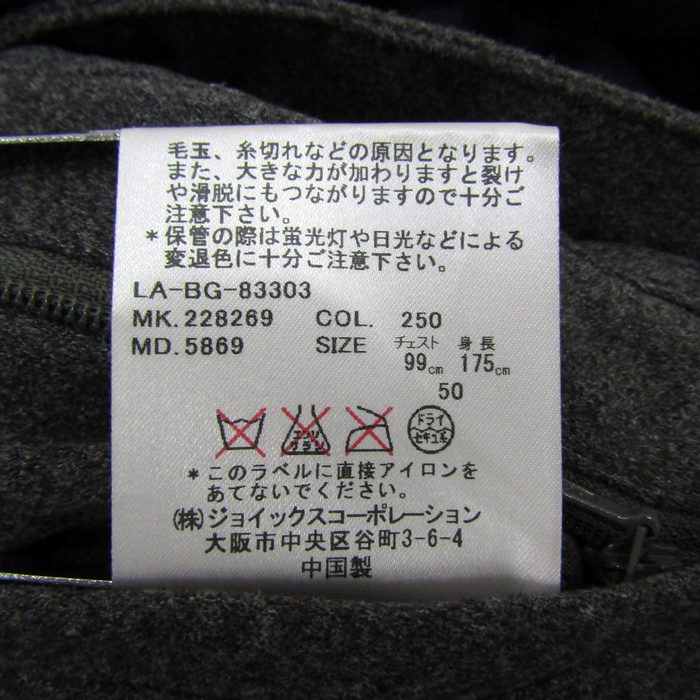 毛玉、糸切れなどの原因となります。
また、大きな力が加わりますと裂け
や滑脱にもつながりますので十分ご
注意下さい。
*保管の際は蛍光灯や日光などによる
変退色に十分ご注意下さい。
LA-BG-83303
MK.228269 COL. 250
MD.5869 SIZE チェスト 身長
99cm 175cm
50
エンソ サラシ ドライ セキユ系
*このラベルに直接アイロンを
あてないでください。
(株)ジョイックスコーポレーション
大阪市中央区谷町3-6-4
中国製